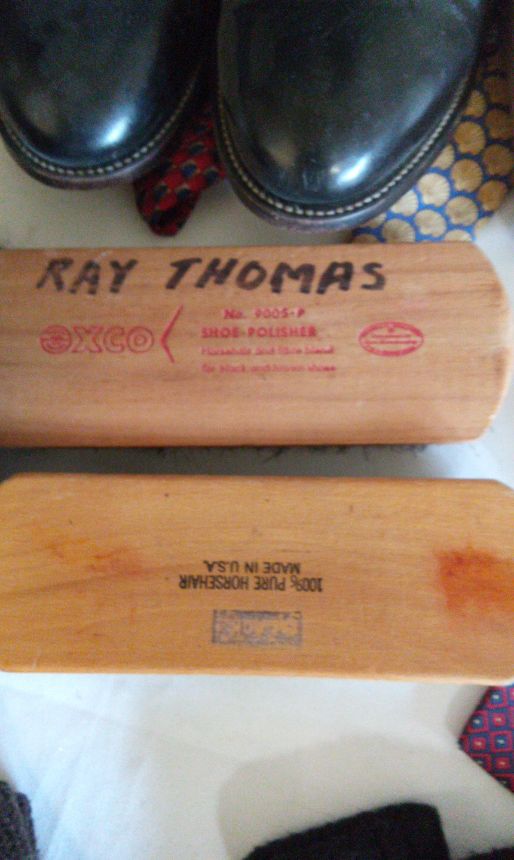 RAY THOMAS
OXCO
No. 9005-P
SHOE-POLISHER
Horsehair and fibre blend
for black and brown shoes
100% PURE HORSEHAIR
MADE IN U.S.A.